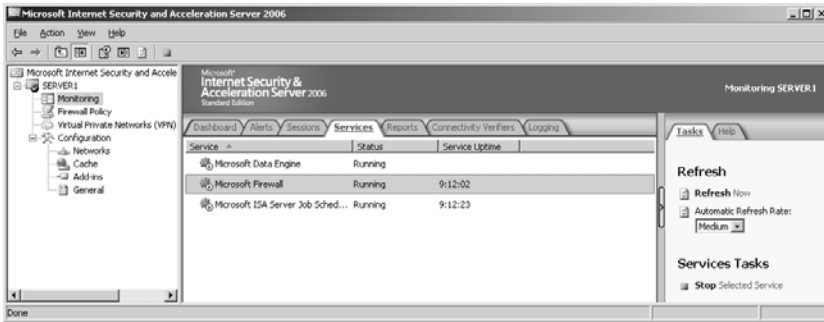 Microsoft Internet Security and Acceleration Server 2006
File Action View Help
Microsoft Internet Security and Accele
SERVER1
Monitoring
Firewall Policy
Virtual Private Networks (VPN)
Configuration
Networks
Cache
Add-ins
General
Microsoft
Internet Security &
Acceleration Server 2006
Standard Edition
Monitoring SERVER1
Dashboard Alerts Sessions Services Reports Connectivity Verifiers Logging
Service Status Service Uptime
Microsoft Data Engine Running
Microsoft Firewall Running 9:12:02
Microsoft ISA Server Job Sched... Running 9:12:23
Tasks Help
Refresh
Refresh Now
Automatic Refresh Rate:
Medium
Services Tasks
Stop Selected Service
Done